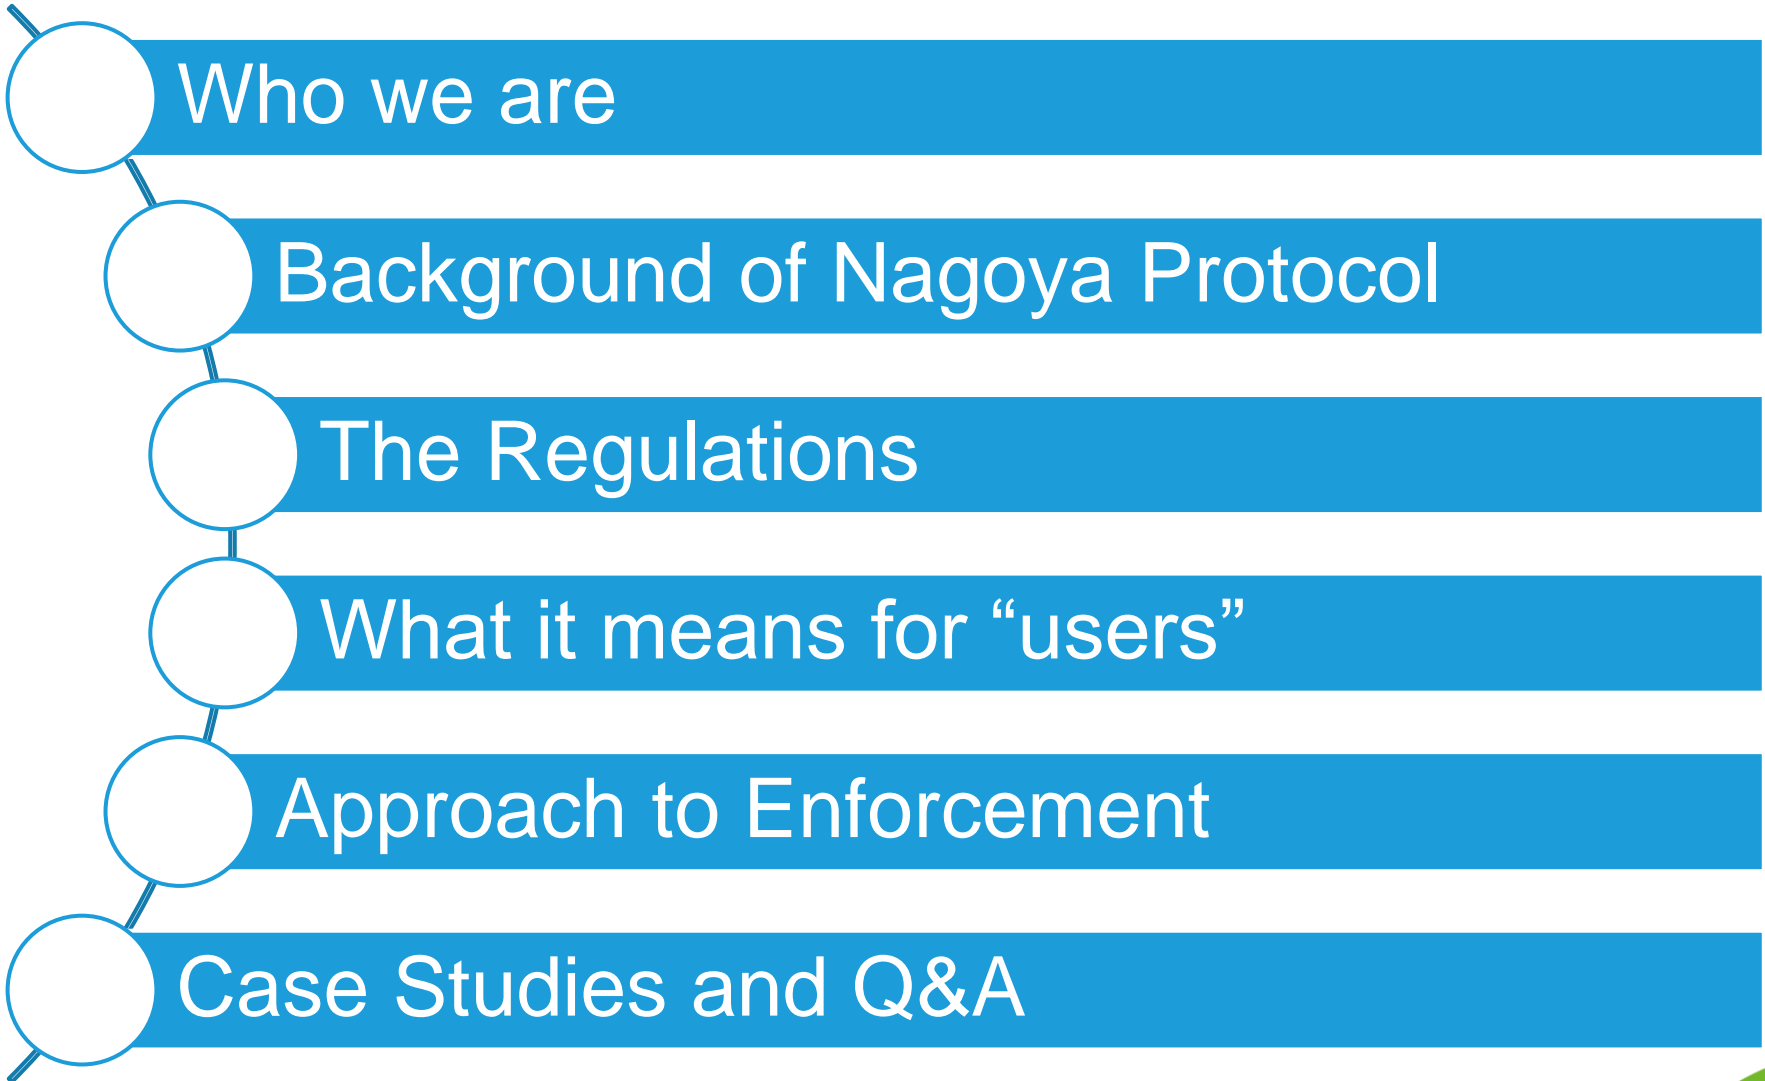 Who we are
Background of Nagoya Protocol
The Regulations
What it means for “users”
Approach to Enforcement
Case Studies and Q&A